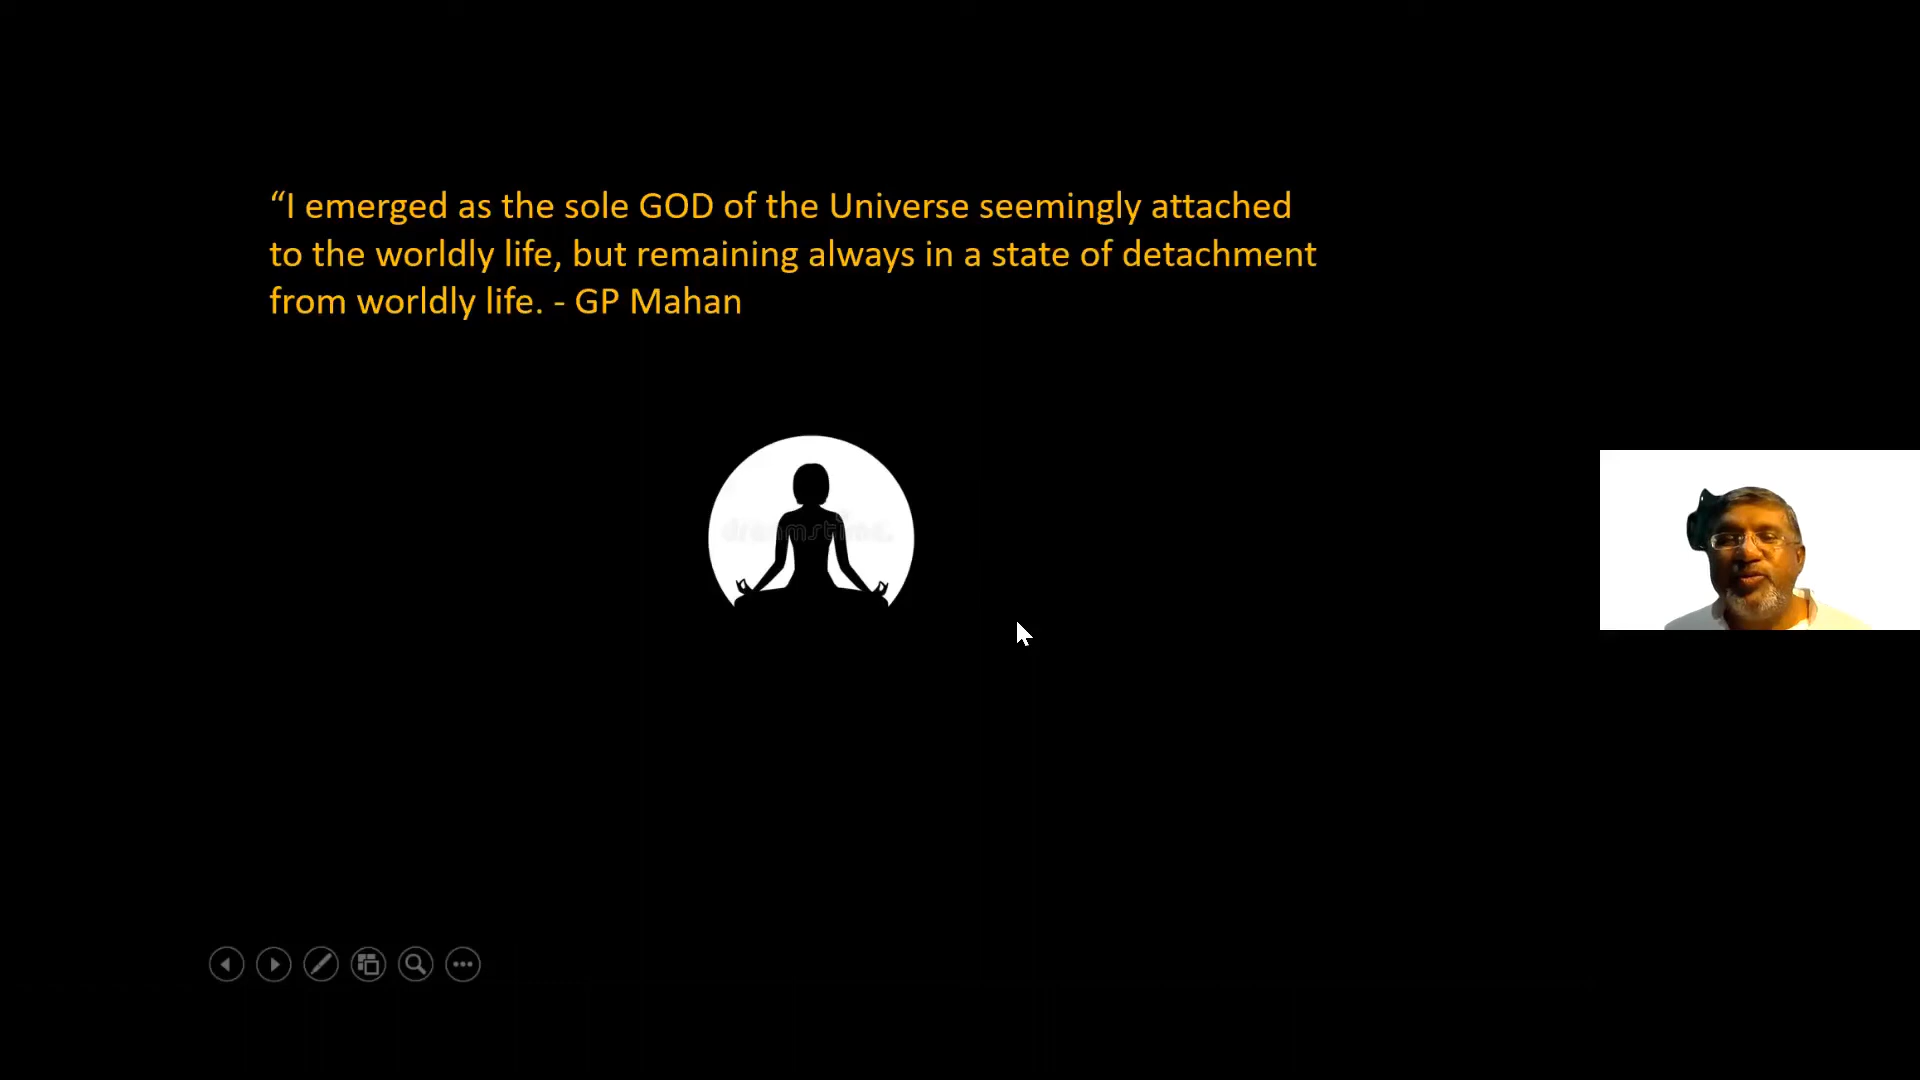 “I emerged as the sole GOD of the Universe seemingly attached
to the worldly life, but remaining always in a state of detachment
from worldly life. - GP Mahan
dreamstime.